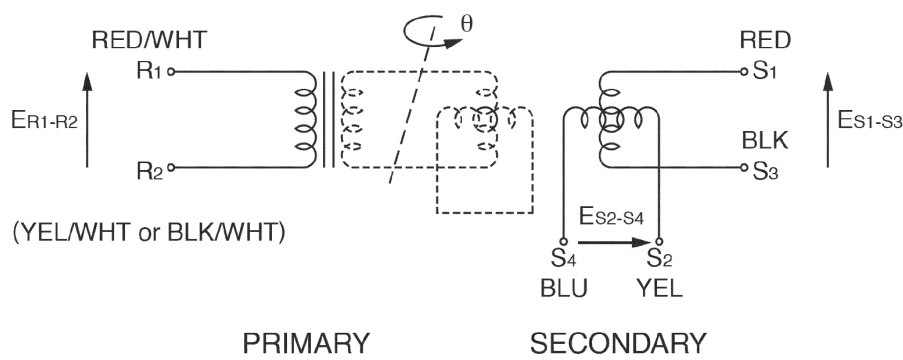 θ
RED/WHT
R1
ER1-R2
R2
(YEL/WHT or BLK/WHT)
RED
S1
ES1-S3
BLK
S3
ES2-S4
S4
S2
BLU
YEL
PRIMARY
SECONDARY